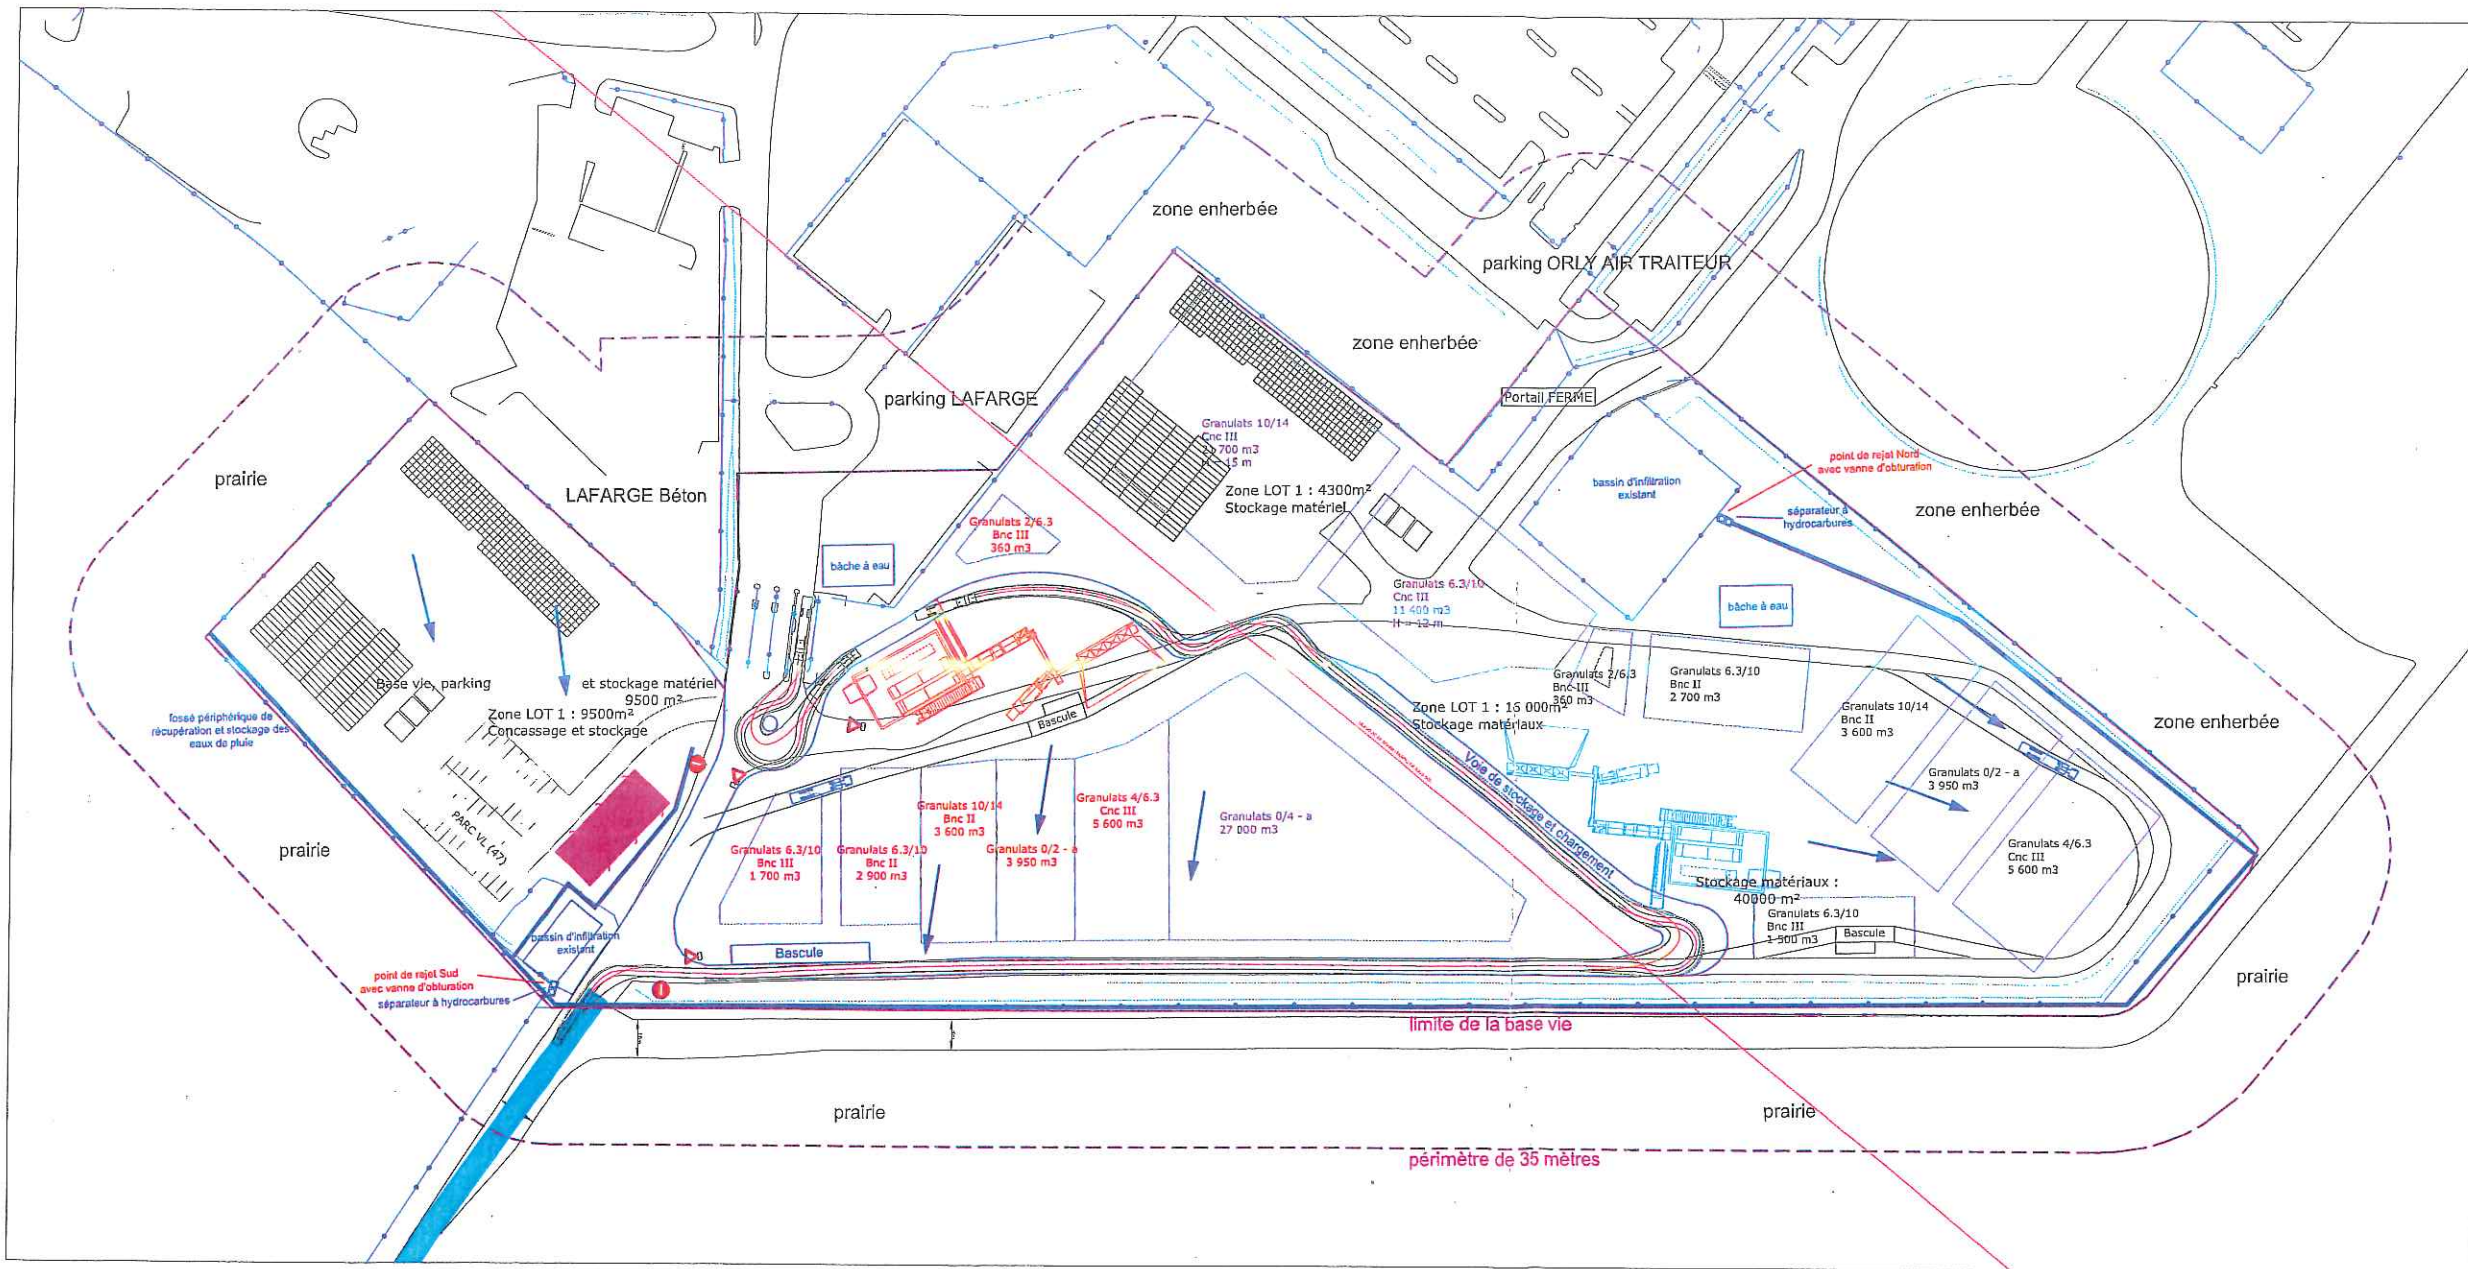 zone enherbée
parking ORLY AIR TRAITEUR
zone enherbée
parking LAFARGE
Portail FERME
Granulats 10/14
Cnc III
700 m3
15 m
prairie
LAFARGE Béton
Zone LOT 1 : 4300m²
Stockage matériel
point de rejet Nord
avec vanne d'obturation
bassin d'infiltration
existant
séparateur à
hydrocarbures
zone enherbée
Granulats 2/6.3
Bnc III
360 m3
bâche à eau
Granulats 6.3/10
Cnc III
11 400 m3
H = 12 m
bâche à eau
Base vie, parking
et stockage matériel
9500 m²
Zone LOT 1 : 9500m²
Concassage et stockage
fossé périphérique de
récupération et stockage des
eaux de pluie
Bascule
Granulats 2/6.3
Bnc III
360 m3
Granulats 6.3/10
Bnc II
2 700 m3
Zone LOT 1 : 16 000m²
Stockage matériaux
Granulats 10/14
Bnc II
3 600 m3
zone enherbée
Voie de stockage et chargement
Granulats 0/2 - a
3 950 m3
PARC VL (47)
Granulats 6.3/10
Bnc III
1 700 m3
Granulats 6.3/10
Bnc II
2 900 m3
Granulats 10/14
Bnc II
3 600 m3
Granulats 0/2 - a
3 950 m3
Granulats 4/6.3
Cnc III
5 600 m3
Granulats 0/4 - a
27 000 m3
Granulats 4/6.3
Cnc III
5 600 m3
prairie
Stockage matériaux :
40000 m²
Granulats 6.3/10
Bnc III
1 500 m3
Bascule
bassin d'infiltration
existant
Bascule
point de rejet Sud
avec vanne d'obturation
séparateur à hydrocarbures
prairie
limite de la base vie
prairie
prairie
périmètre de 35 mètres